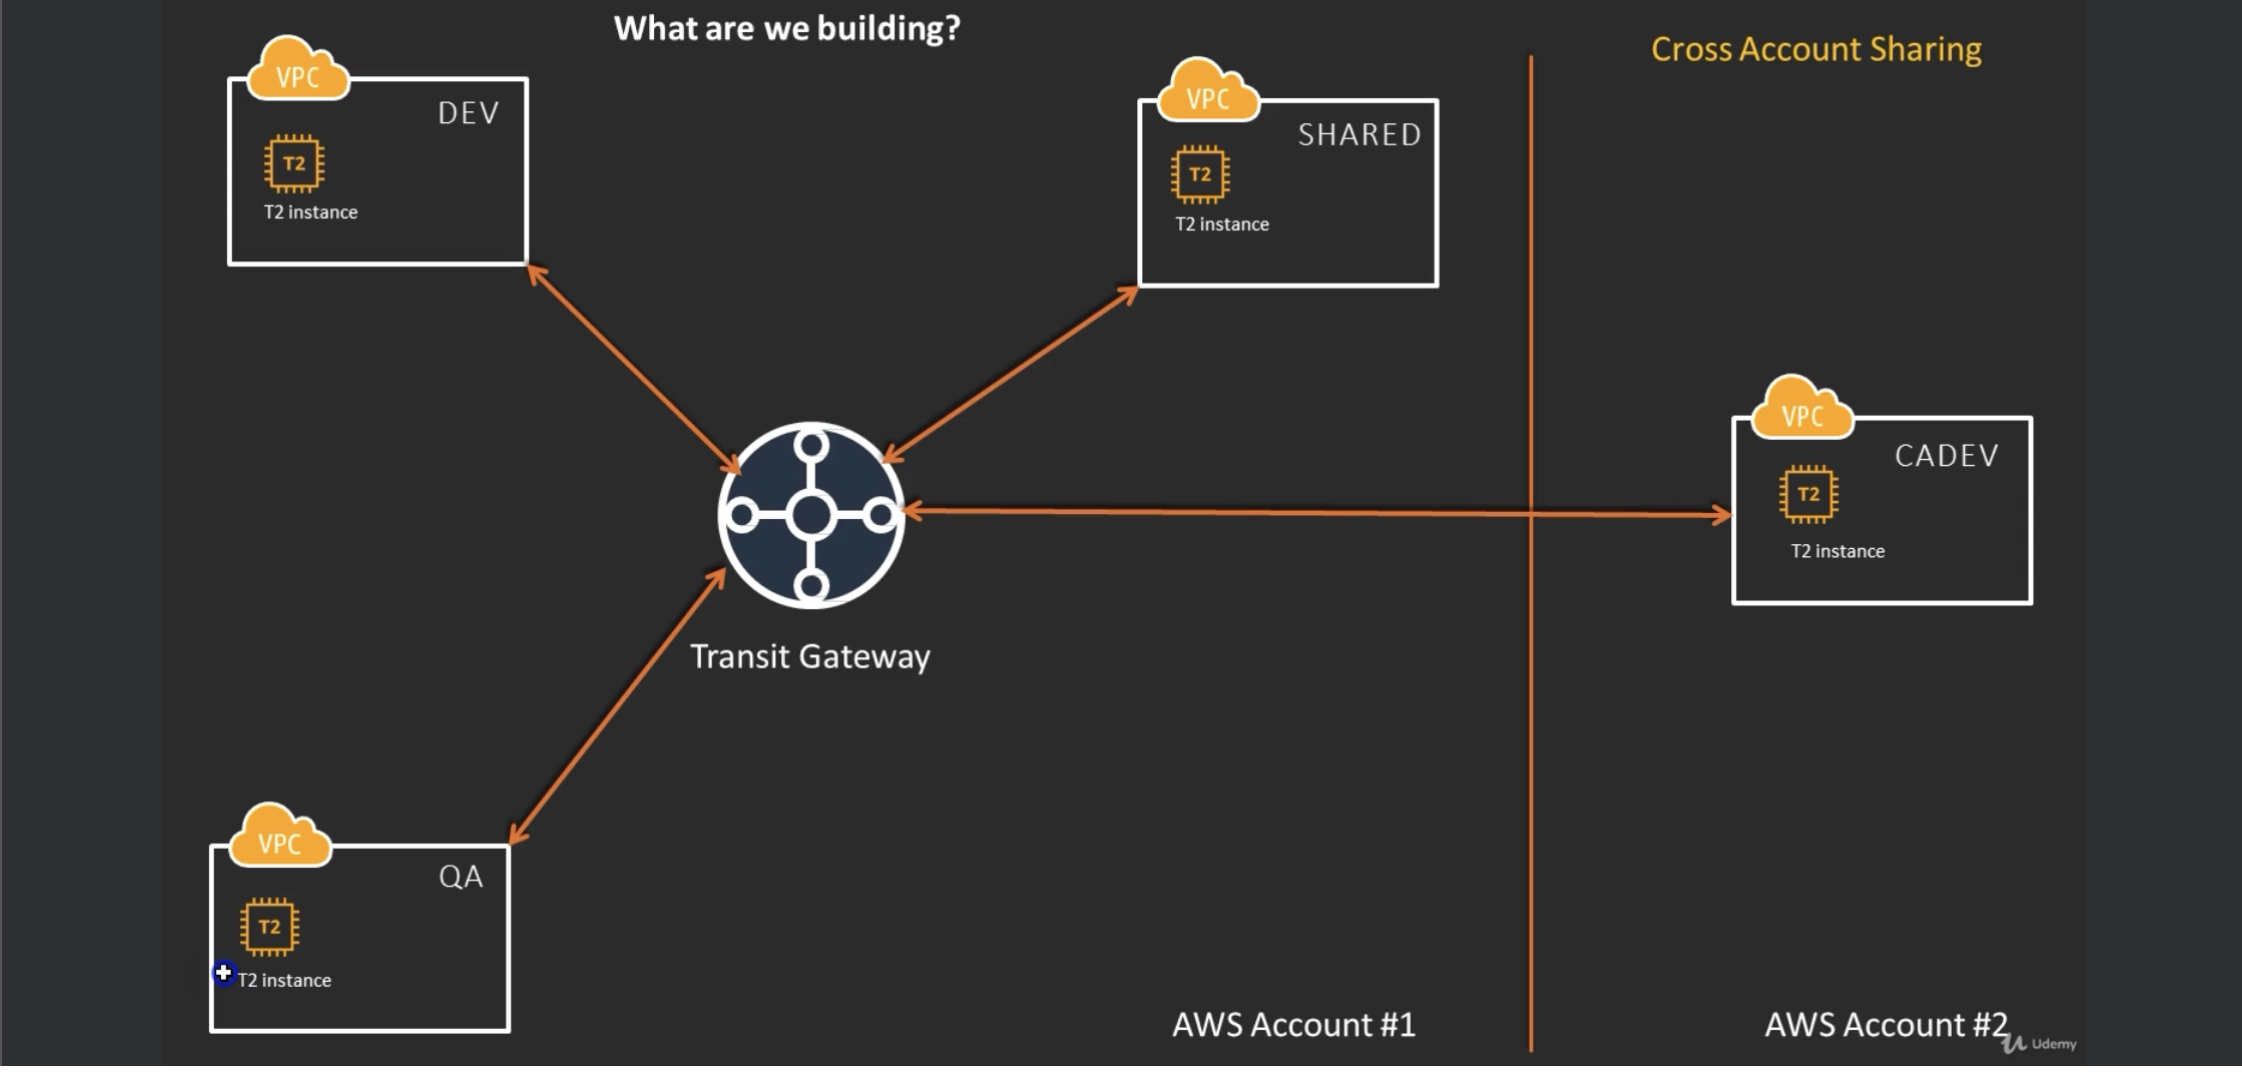 What are we building?
Cross Account Sharing
VPC
DEV
T2
T2 instance
VPC
SHARED
T2
T2 instance
VPC
CADEV
T2
T2 instance
Transit Gateway
VPC
QA
T2
T2 instance
AWS Account #1
AWS Account #2
Udemy